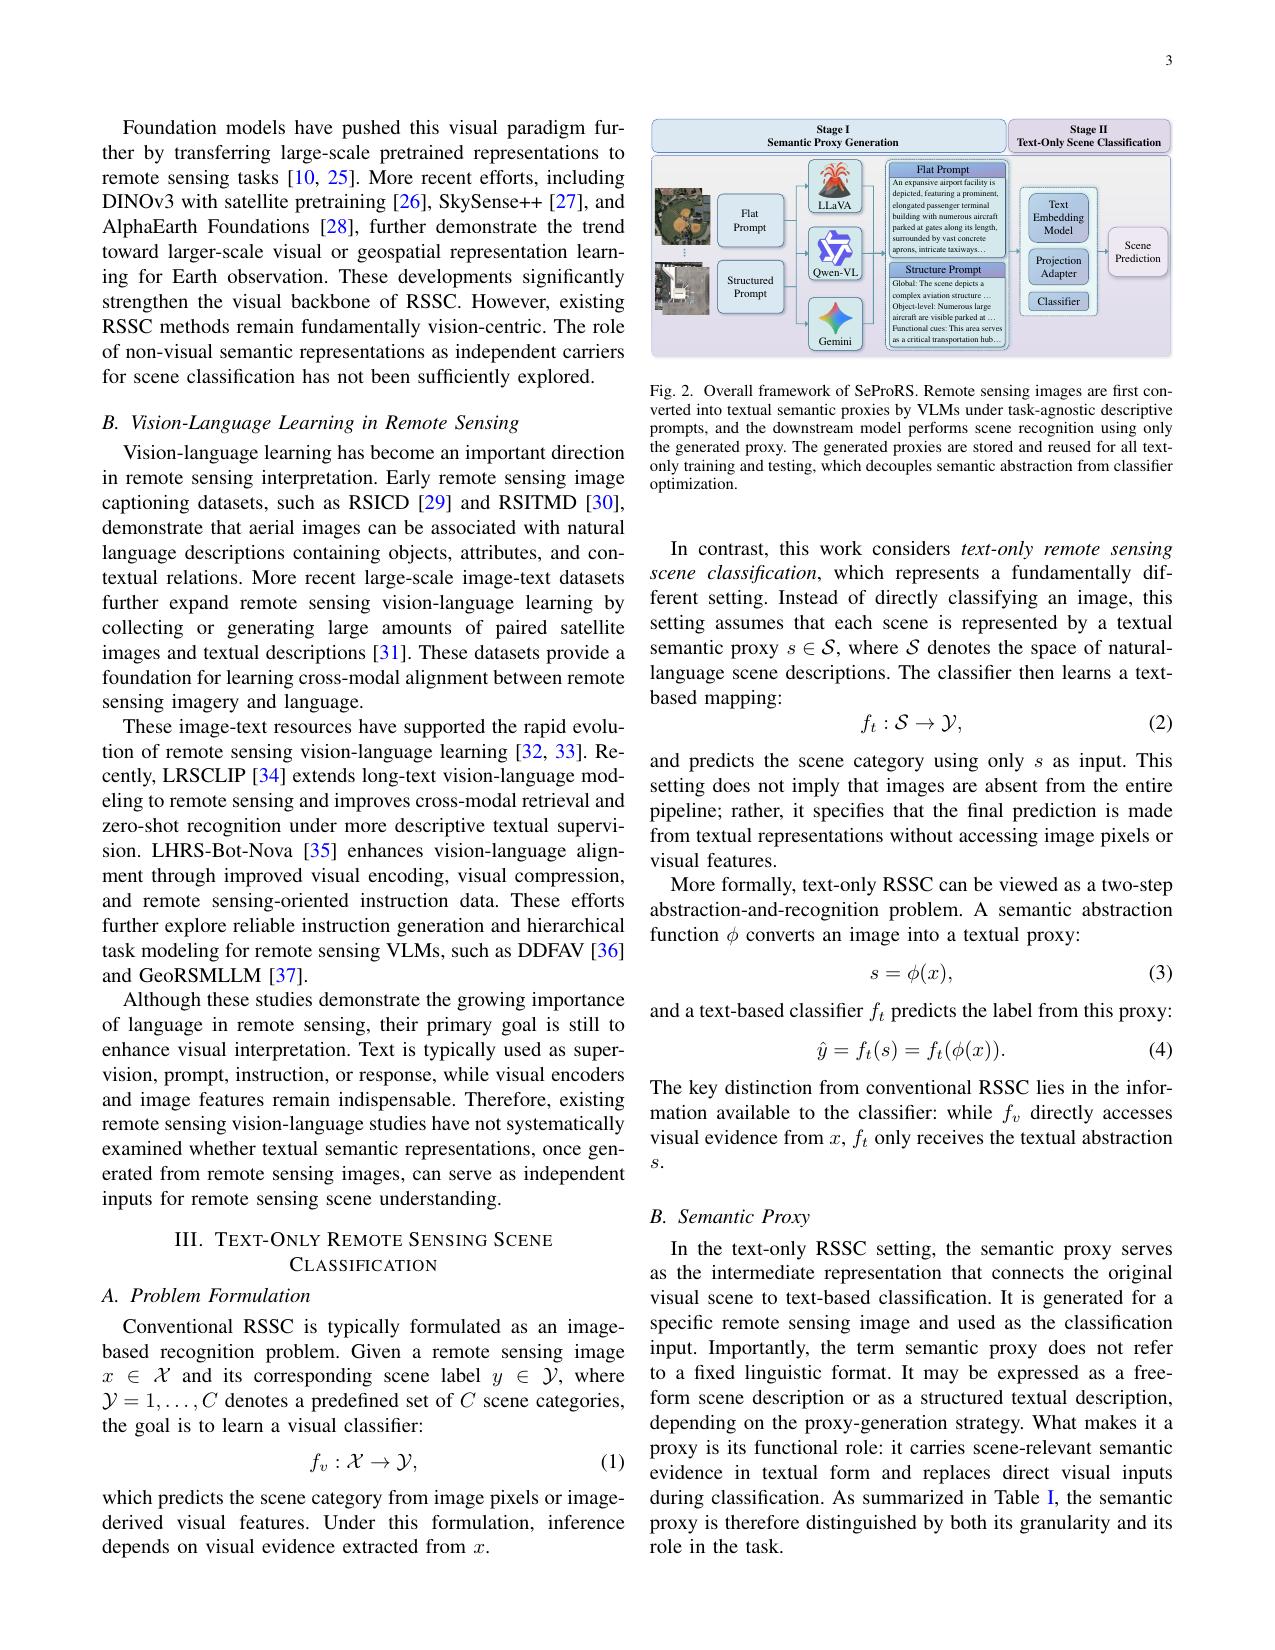 3
Foundation models have pushed this visual paradigm fur-
ther by transferring large-scale pretrained representations to
remote sensing tasks [10, 25]. More recent efforts, including
DINOv3 with satellite pretraining [26], SkySense++ [27], and
AlphaEarth Foundations [28], further demonstrate the trend
toward larger-scale visual or geospatial representation learn-
ing for Earth observation. These developments significantly
strengthen the visual backbone of RSSC. However, existing
RSSC methods remain fundamentally vision-centric. The role
of non-visual semantic representations as independent carriers
for scene classification has not been sufficiently explored.
B. Vision-Language Learning in Remote Sensing
Vision-language learning has become an important direction
in remote sensing interpretation. Early remote sensing image
captioning datasets, such as RSICD [29] and RSITMD [30],
demonstrate that aerial images can be associated with natural
language descriptions containing objects, attributes, and con-
textual relations. More recent large-scale image-text datasets
further expand remote sensing vision-language learning by
collecting or generating large amounts of paired satellite
images and textual descriptions [31]. These datasets provide a
foundation for learning cross-modal alignment between remote
sensing imagery and language.
These image-text resources have supported the rapid evolu-
tion of remote sensing vision-language learning [32, 33]. Re-
cently, LRSCLIP [34] extends long-text vision-language mod-
eling to remote sensing and improves cross-modal retrieval and
zero-shot recognition under more descriptive textual supervi-
sion. LHRS-Bot-Nova [35] enhances vision-language align-
ment through improved visual encoding, visual compression,
and remote sensing-oriented instruction data. These efforts
further explore reliable instruction generation and hierarchical
task modeling for remote sensing VLMs, such as DDFAV [36]
and GeoRSMLLM [37].
Although these studies demonstrate the growing importance
of language in remote sensing, their primary goal is still to
enhance visual interpretation. Text is typically used as super-
vision, prompt, instruction, or response, while visual encoders
and image features remain indispensable. Therefore, existing
remote sensing vision-language studies have not systematically
examined whether textual semantic representations, once gen-
erated from remote sensing images, can serve as independent
inputs for remote sensing scene understanding.
III. TEXT-ONLY REMOTE SENSING SCENE
CLASSIFICATION
A. Problem Formulation
Conventional RSSC is typically formulated as an image-
based recognition problem. Given a remote sensing image
x ∈ 𝒳 and its corresponding scene label y ∈ 𝒴, where
𝒴 = 1, . . . , C denotes a predefined set of C scene categories,
the goal is to learn a visual classifier:
f_v : 𝒳 → 𝒴, (1)
which predicts the scene category from image pixels or image-
derived visual features. Under this formulation, inference
depends on visual evidence extracted from x.
Stage I
Semantic Proxy Generation
Stage II
Text-Only Scene Classification
Flat
Prompt
Structured
Prompt
LLaVA
Qwen-VL
Gemini
Flat Prompt
An expansive airport facility is
depicted, featuring a prominent,
elongated passenger terminal
building with numerous aircraft
parked at gates along its length,
surrounded by vast concrete
aprons, intricate taxiways…
Structure Prompt
Global: The scene depicts a
complex aviation structure …
Object-level: Numerous large
aircraft are visible parked at …
Functional cues: This area serves
as a critical transportation hub…
Text
Embedding
Model
Projection
Adapter
Classifier
Scene
Prediction
Fig. 2. Overall framework of SeProRS. Remote sensing images are first con-
verted into textual semantic proxies by VLMs under task-agnostic descriptive
prompts, and the downstream model performs scene recognition using only
the generated proxy. The generated proxies are stored and reused for all text-
only training and testing, which decouples semantic abstraction from classifier
optimization.
In contrast, this work considers text-only remote sensing
scene classification, which represents a fundamentally dif-
ferent setting. Instead of directly classifying an image, this
setting assumes that each scene is represented by a textual
semantic proxy s ∈ 𝒮, where 𝒮 denotes the space of natural-
language scene descriptions. The classifier then learns a text-
based mapping:
f_t : 𝒮 → 𝒴, (2)
and predicts the scene category using only s as input. This
setting does not imply that images are absent from the entire
pipeline; rather, it specifies that the final prediction is made
from textual representations without accessing image pixels or
visual features.
More formally, text-only RSSC can be viewed as a two-step
abstraction-and-recognition problem. A semantic abstraction
function ϕ converts an image into a textual proxy:
s = ϕ(x), (3)
and a text-based classifier f_t predicts the label from this proxy:
ŷ = f_t(s) = f_t(ϕ(x)). (4)
The key distinction from conventional RSSC lies in the infor-
mation available to the classifier: while f_v directly accesses
visual evidence from x, f_t only receives the textual abstraction
s.
B. Semantic Proxy
In the text-only RSSC setting, the semantic proxy serves
as the intermediate representation that connects the original
visual scene to text-based classification. It is generated for a
specific remote sensing image and used as the classification
input. Importantly, the term semantic proxy does not refer
to a fixed linguistic format. It may be expressed as a free-
form scene description or as a structured textual description,
depending on the proxy-generation strategy. What makes it a
proxy is its functional role: it carries scene-relevant semantic
evidence in textual form and replaces direct visual inputs
during classification. As summarized in Table I, the semantic
proxy is therefore distinguished by both its granularity and its
role in the task.